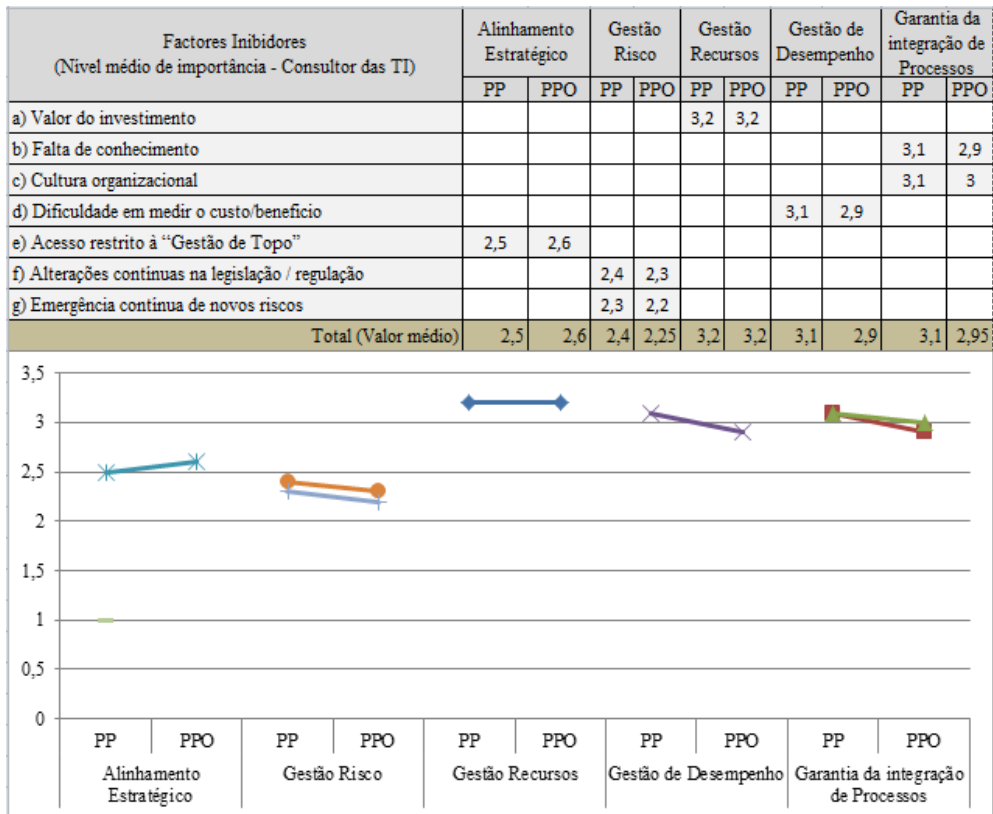 Factores Inibidores
(Nivel médio de importância - Consultor das TI)
Alinhamento Estratégico
Gestão Risco
Gestão Recursos
Gestão de Desempenho
Garantia da integração de Processos
PP PPO PP PPO PP PPO PP PPO PP PPO
a) Valor do investimento 3,2 3,2
b) Falta de conhecimento 3,1 2,9
c) Cultura organizacional 3,1 3
d) Dificuldade em medir o custo/beneficio 3,1 2,9
e) Acesso restrito à “Gestão de Topo” 2,5 2,6
f) Alterações continuas na legislação / regulação 2,4 2,3
g) Emergência continua de novos riscos 2,3 2,2
Total (Valor médio) 2,5 2,6 2,4 2,25 3,2 3,2 3,1 2,9 3,1 2,95
3,5
3
2,5
2
1,5
1
0,5
0
PP PPO PP PPO PP PPO PP PPO PP PPO
Alinhamento Estratégico
Gestão Risco
Gestão Recursos
Gestão de Desempenho
Garantia da integração de Processos